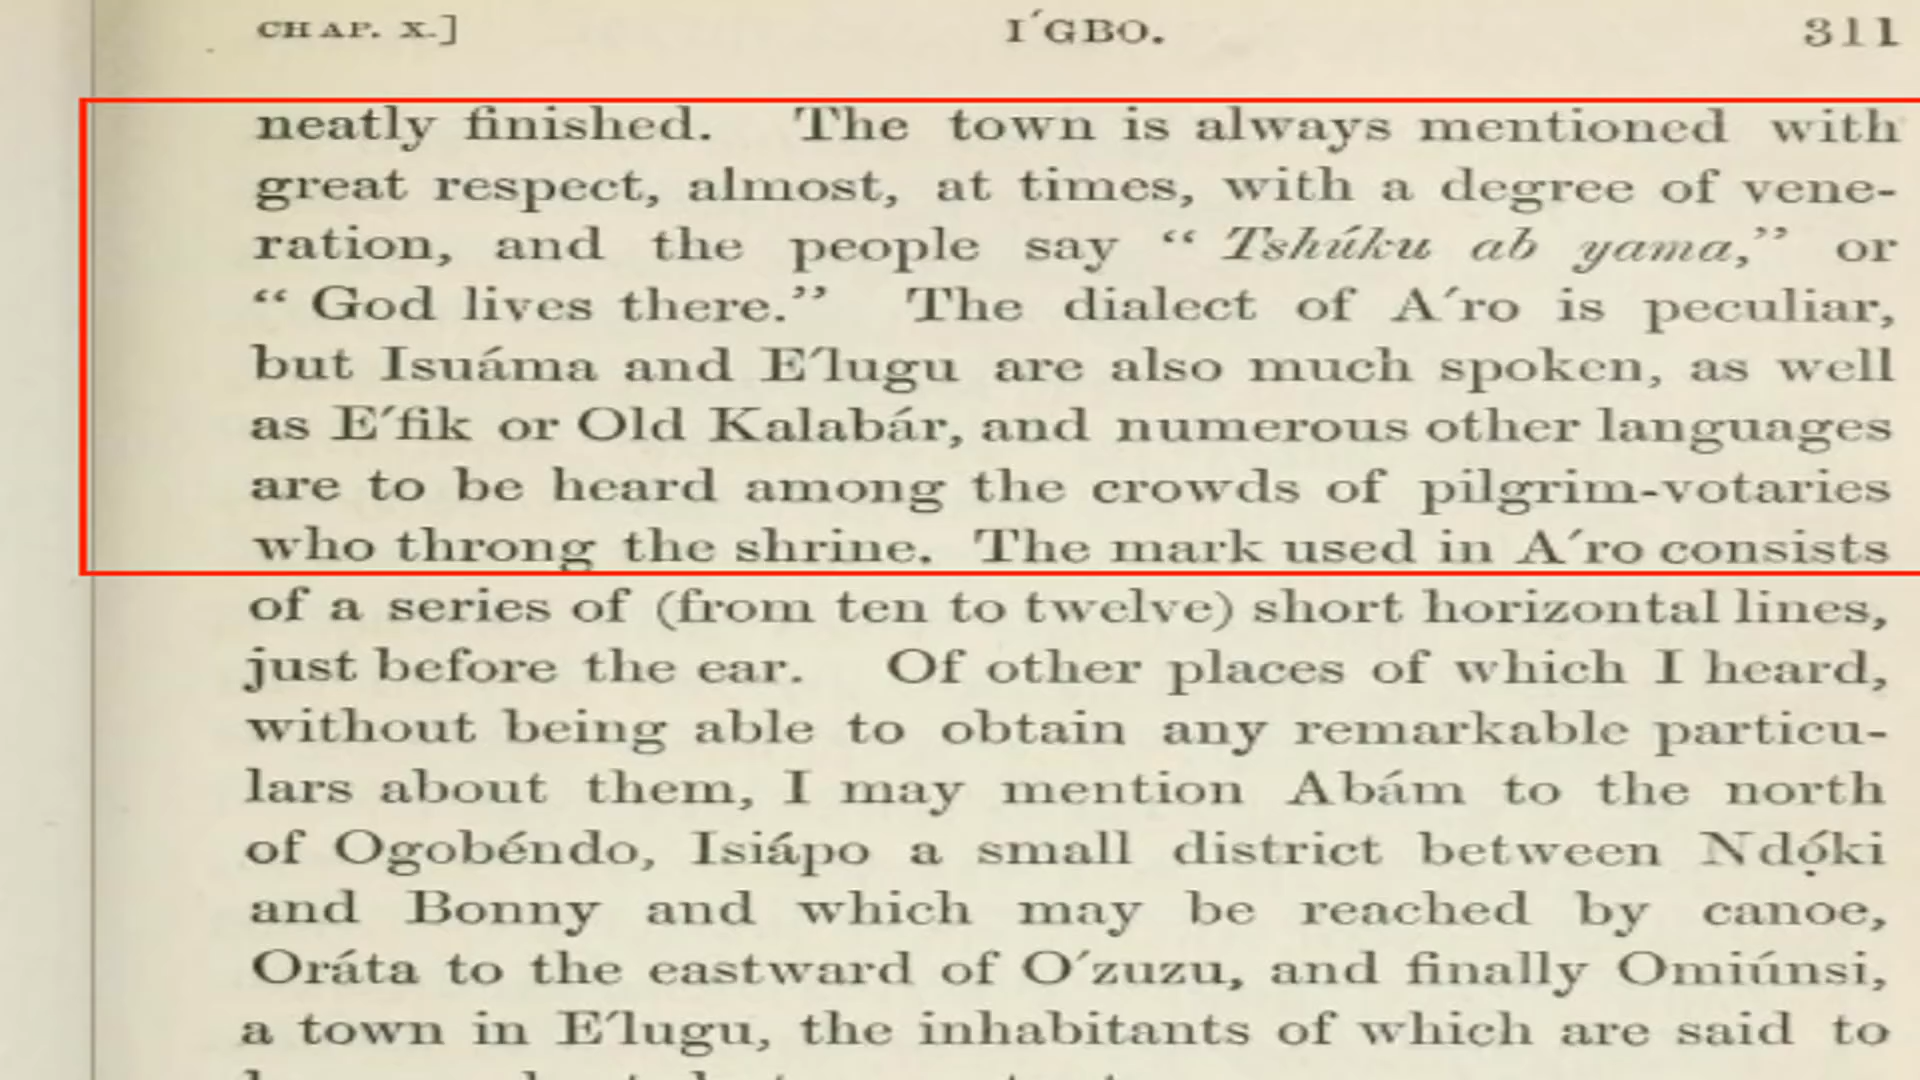 CHAP. X.] I´GBO. 311
neatly finished. The town is always mentioned with
great respect, almost, at times, with a degree of vene-
ration, and the people say “Tshúku ab yama,” or
“God lives there.” The dialect of A´ro is peculiar,
but Isuáma and E´lugu are also much spoken, as well
as E´fik or Old Kalabár, and numerous other languages
are to be heard among the crowds of pilgrim-votaries
who throng the shrine. The mark used in A´ro consists
of a series of (from ten to twelve) short horizontal lines,
just before the ear. Of other places of which I heard,
without being able to obtain any remarkable particu-
lars about them, I may mention Abám to the north
of Ogobéndo, Isiápo a small district between Ndọ́ki
and Bonny and which may be reached by canoe,
Oráta to the eastward of O´zuzu, and finally Omiúnsi,
a town in E´lugu, the inhabitants of which are said to